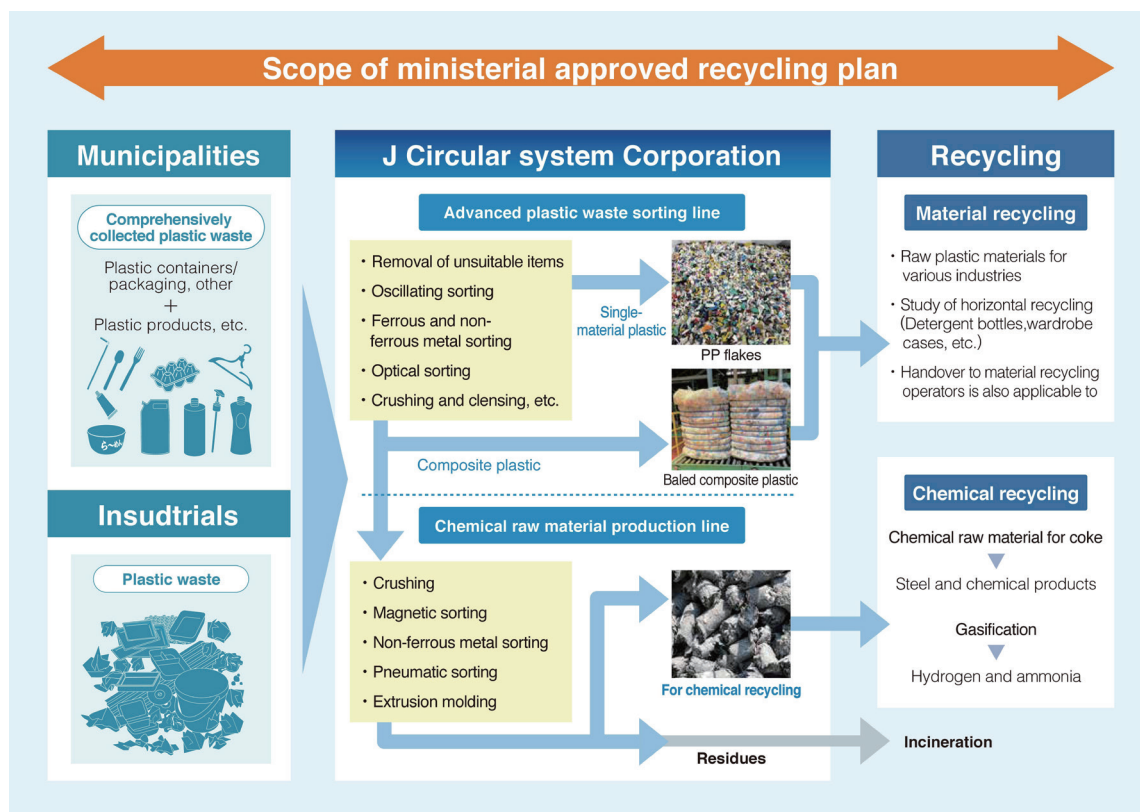 Scope of ministerial approved recycling plan
Municipalities
Comprehensively
collected plastic waste
Plastic containers/
packaging, other
+
Plastic products, etc.
らーめん
Insudtrials
Plastic waste
J Circular system Corporation
Advanced plastic waste sorting line
・Removal of unsuitable items
・Oscillating sorting
・Ferrous and non-
ferrous metal sorting
・Optical sorting
・Crushing and clensing, etc.
Single-
material plastic
PP flakes
Composite plastic
Baled composite plastic
Chemical raw material production line
・Crushing
・Magnetic sorting
・Non-ferrous metal sorting
・Pneumatic sorting
・Extrusion molding
For chemical recycling
Residues
Recycling
Material recycling
・Raw plastic materials for
various industries
・Study of horizontal recycling
(Detergent bottles,wardrobe
cases, etc.)
・Handover to material recycling
operators is also applicable to
Chemical recycling
Chemical raw material for coke
Steel and chemical products
Gasification
Hydrogen and ammonia
Incineration